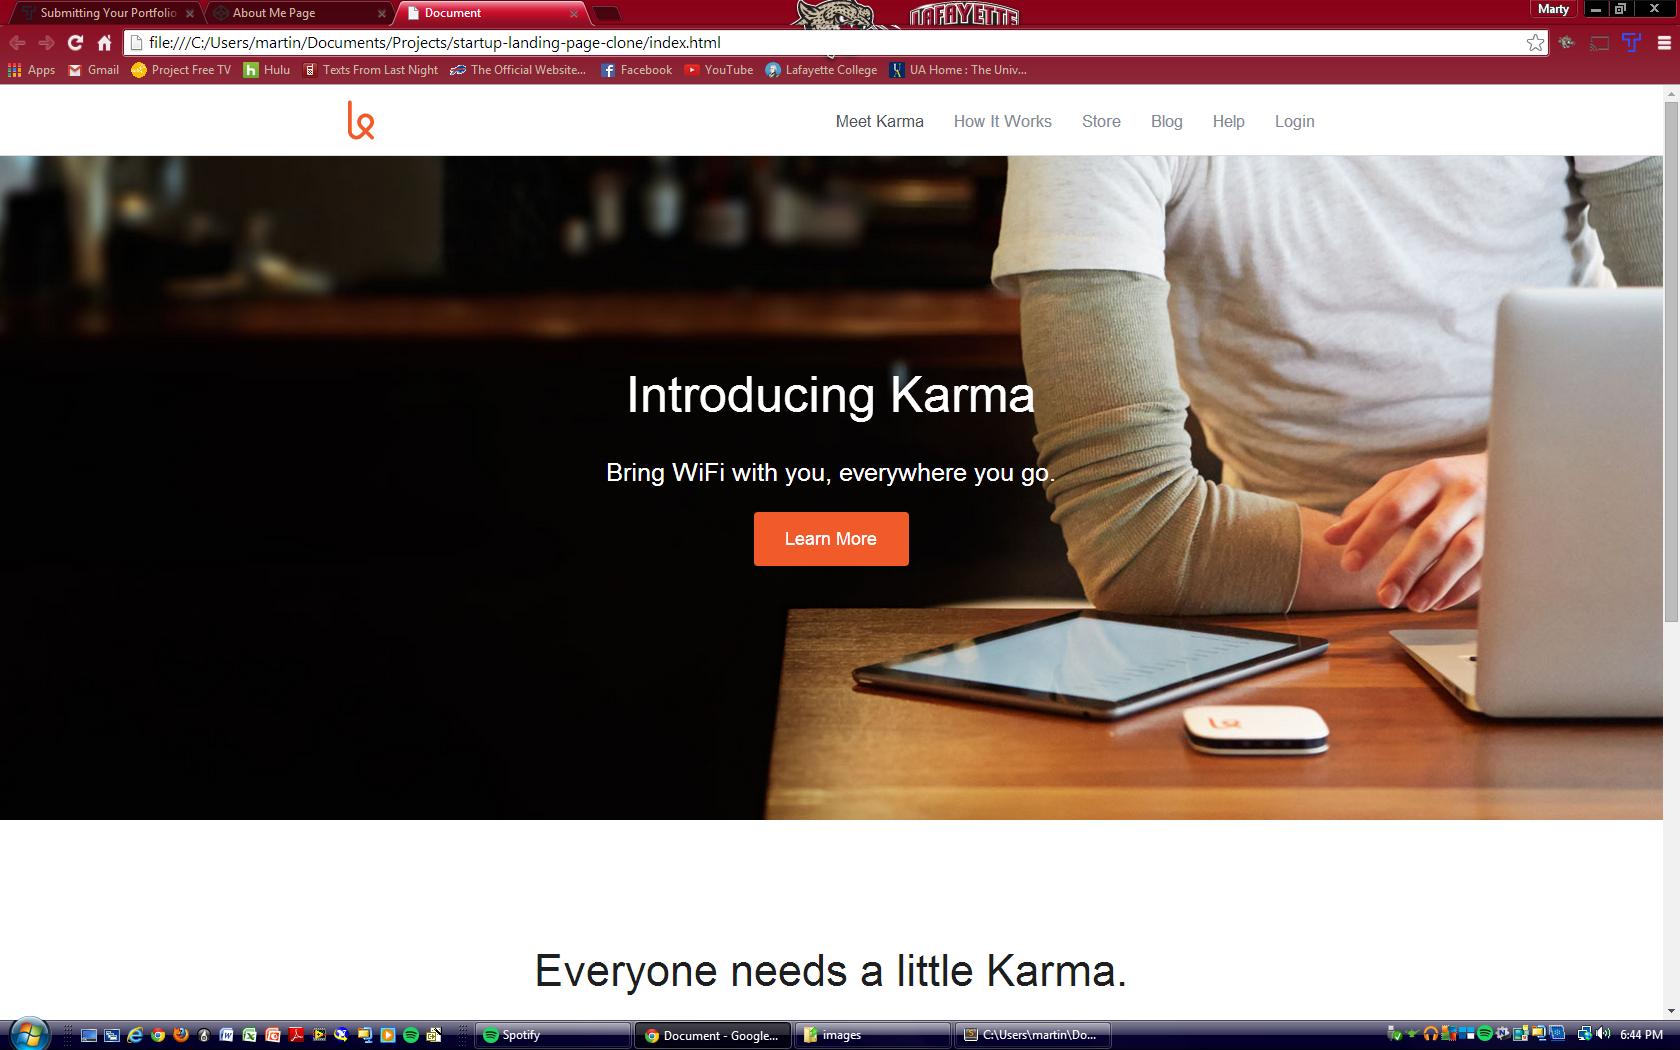 Submitting Your Portfolio
About Me Page
Document
LAFAYETTE
Marty
file:///C:/Users/martin/Documents/Projects/startup-landing-page-clone/index.html
Apps
Gmail
Project Free TV
Hulu
Texts From Last Night
The Official Website...
Facebook
YouTube
Lafayette College
UA Home : The Univ...
Meet Karma
How It Works
Store
Blog
Help
Login
Introducing Karma
Bring WiFi with you, everywhere you go.
Learn More
Everyone needs a little Karma.
Spotify
Document - Google...
images
C:\Users\martin\Do...
6:44 PM